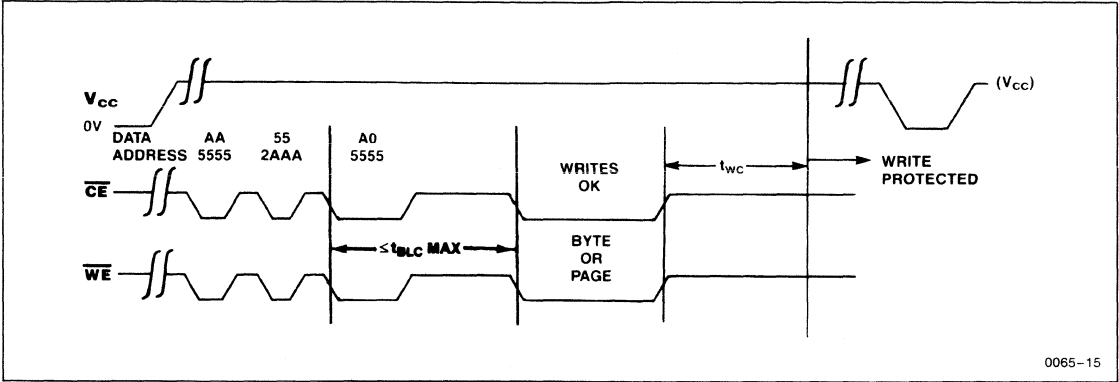 VCC
(VCC)
0V
DATA AA 55 A0
ADDRESS 5555 2AAA 5555
WRITES
OK
tWC
WRITE
PROTECTED
CE
≤tBLC MAX
BYTE
OR
PAGE
WE
0065-15